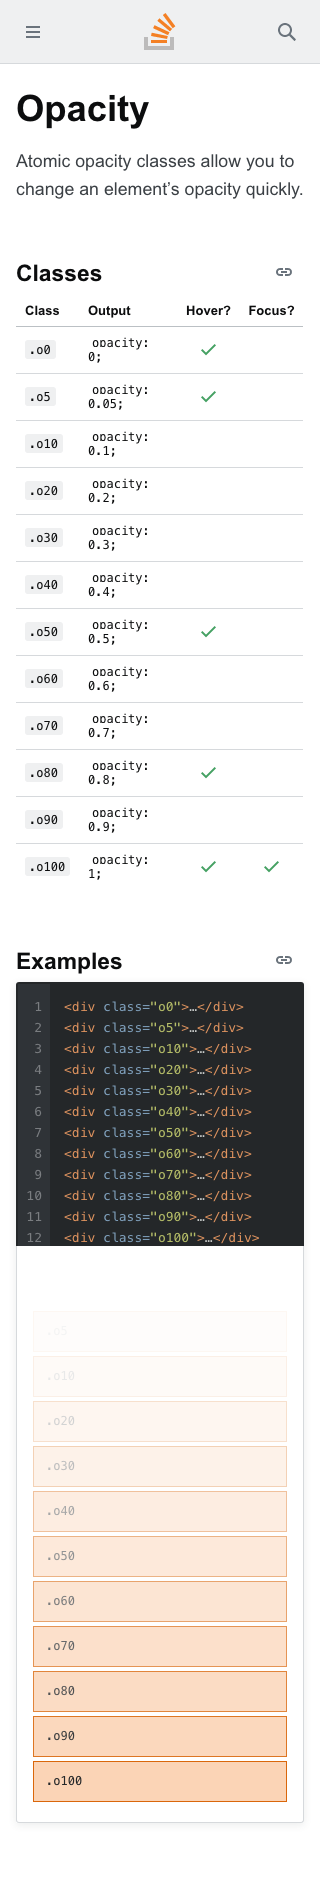 Opacity
Atomic opacity classes allow you to
change an element’s opacity quickly.
Classes
Class Output Hover? Focus?
.o0 opacity:
0;
.o5 opacity:
0.05;
.o10 opacity:
0.1;
.o20 opacity:
0.2;
.o30 opacity:
0.3;
.o40 opacity:
0.4;
.o50 opacity:
0.5;
.o60 opacity:
0.6;
.o70 opacity:
0.7;
.o80 opacity:
0.8;
.o90 opacity:
0.9;
.o100 opacity:
1;
Examples
1 <div class="o0">…</div>
2 <div class="o5">…</div>
3 <div class="o10">…</div>
4 <div class="o20">…</div>
5 <div class="o30">…</div>
6 <div class="o40">…</div>
7 <div class="o50">…</div>
8 <div class="o60">…</div>
9 <div class="o70">…</div>
10 <div class="o80">…</div>
11 <div class="o90">…</div>
12 <div class="o100">…</div>
.o5
.o10
.o20
.o30
.o40
.o50
.o60
.o70
.o80
.o90
.o100